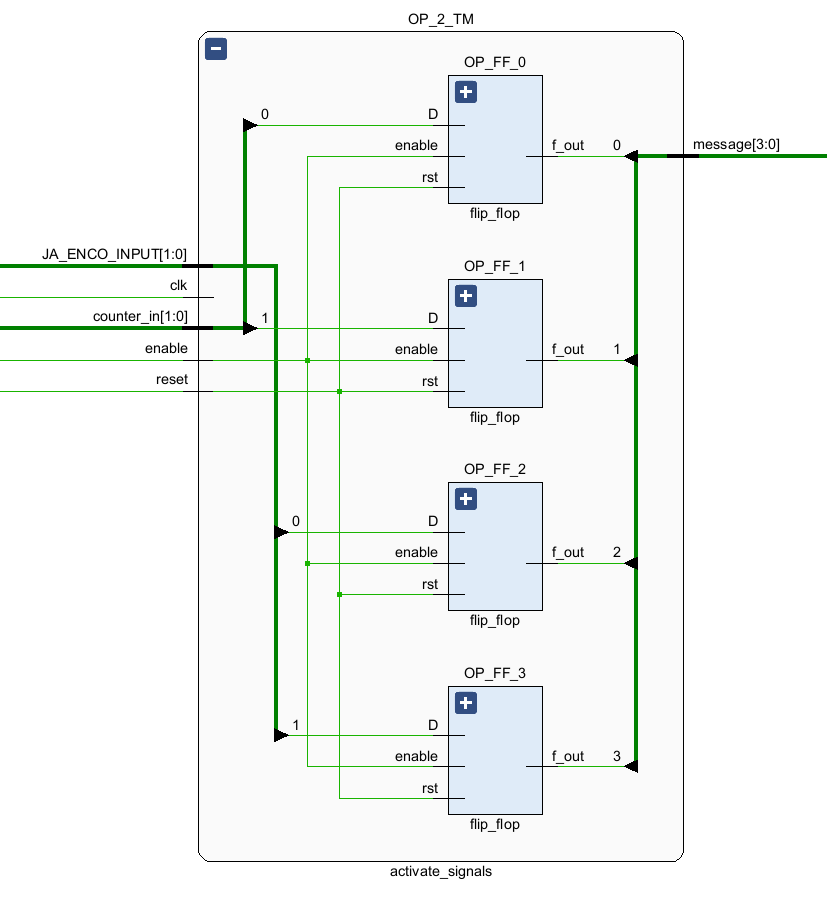 OP_2_TM
OP_FF_0
0
D
enable
f_out
0
message[3:0]
rst
flip_flop
JA_ENCO_INPUT[1:0]
OP_FF_1
clk
counter_in[1:0]
1
D
enable
enable
f_out
1
reset
rst
flip_flop
OP_FF_2
0
D
enable
f_out
2
rst
flip_flop
OP_FF_3
1
D
enable
f_out
3
rst
flip_flop
activate_signals